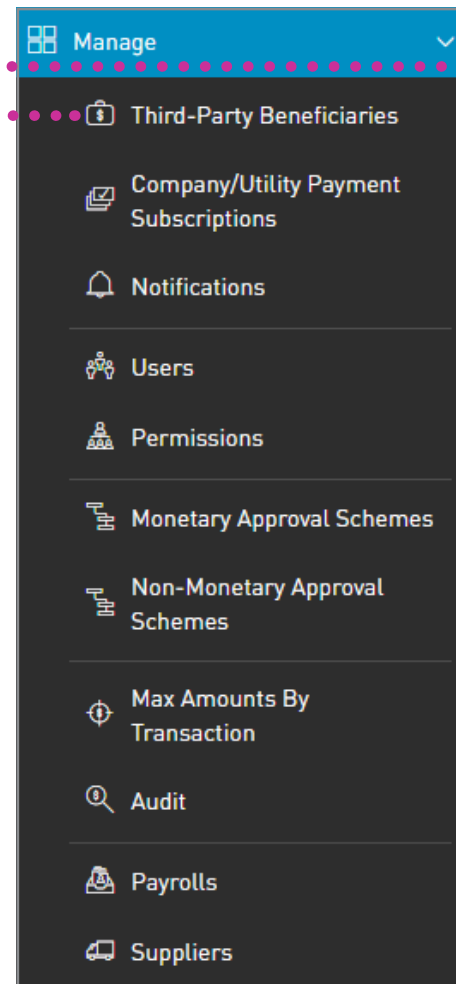 Manage
Third-Party Beneficiaries
Company/Utility Payment
Subscriptions
Notifications
Users
Permissions
Monetary Approval Schemes
Non-Monetary Approval
Schemes
Max Amounts By
Transaction
Audit
Payrolls
Suppliers